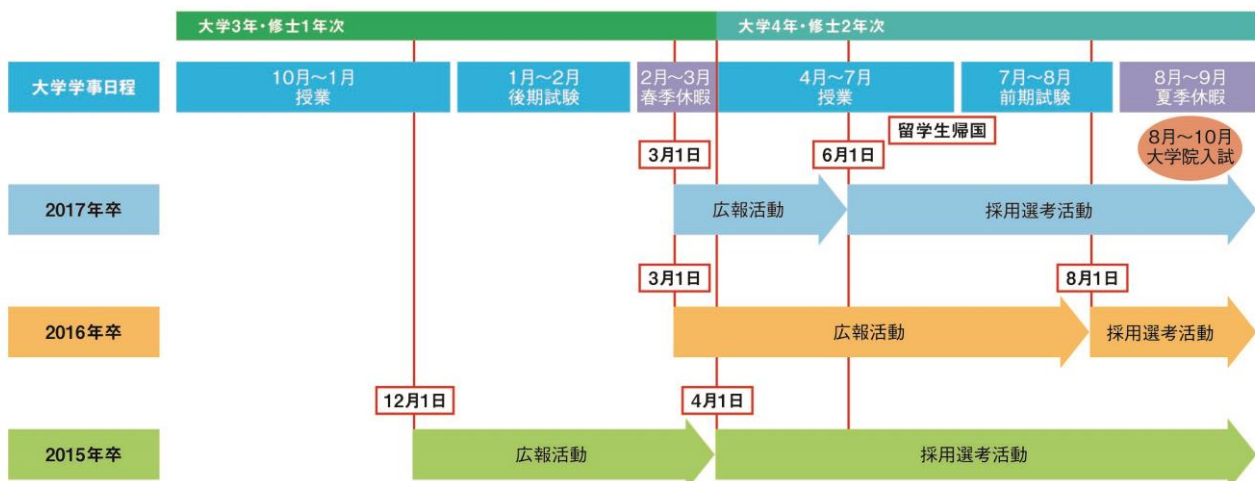 大学3年・修士1年次
大学4年・修士2年次
大学学事日程
10月～1月
授業
1月～2月
後期試験
2月～3月
春季休暇
4月～7月
授業
7月～8月
前期試験
8月～9月
夏季休暇
留学生帰国
8月～10月
大学院入試
3月1日
6月1日
2017年卒
広報活動
採用選考活動
3月1日
8月1日
2016年卒
広報活動
採用選考活動
12月1日
4月1日
2015年卒
広報活動
採用選考活動